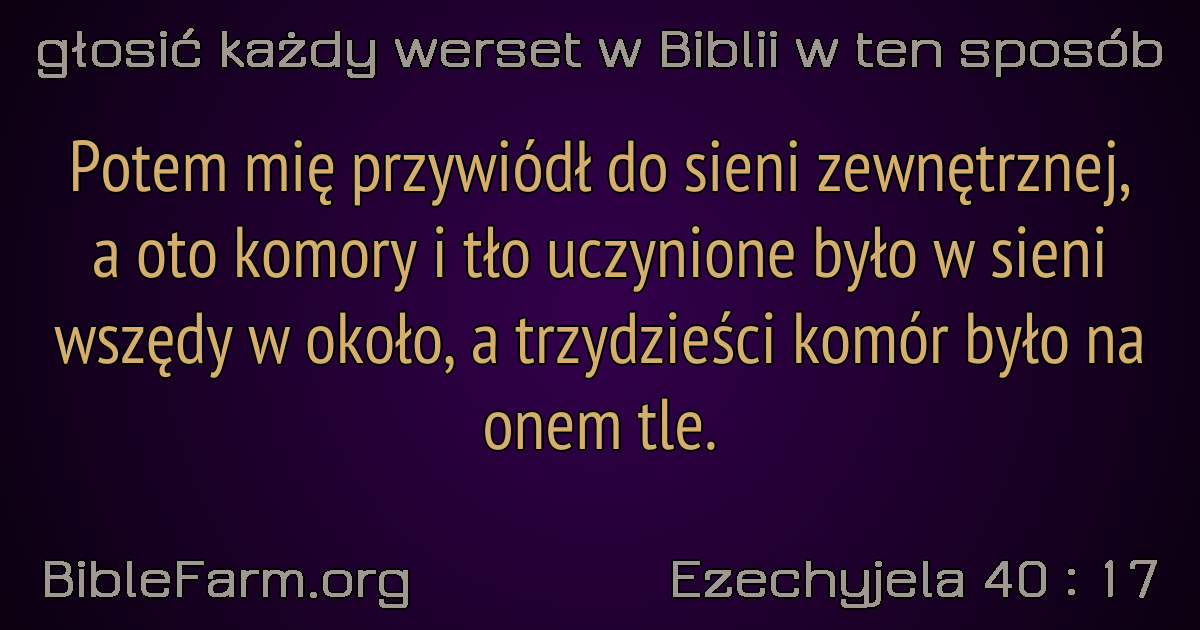 głosić każdy werset w Biblii w ten sposób
Potem mię przywiódł do sieni zewnętrznej,
a oto komory i tło uczynione było w sieni
wszędy w około, a trzydzieści komór było na
onem tle.
BibleFarm.org
Ezechyjela 40 : 17